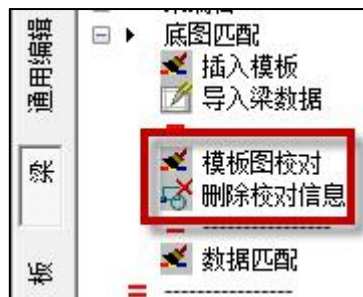 通用编辑
梁
板
底图匹配
插入模板
导入梁数据
模板图校对
删除校对信息
数据匹配